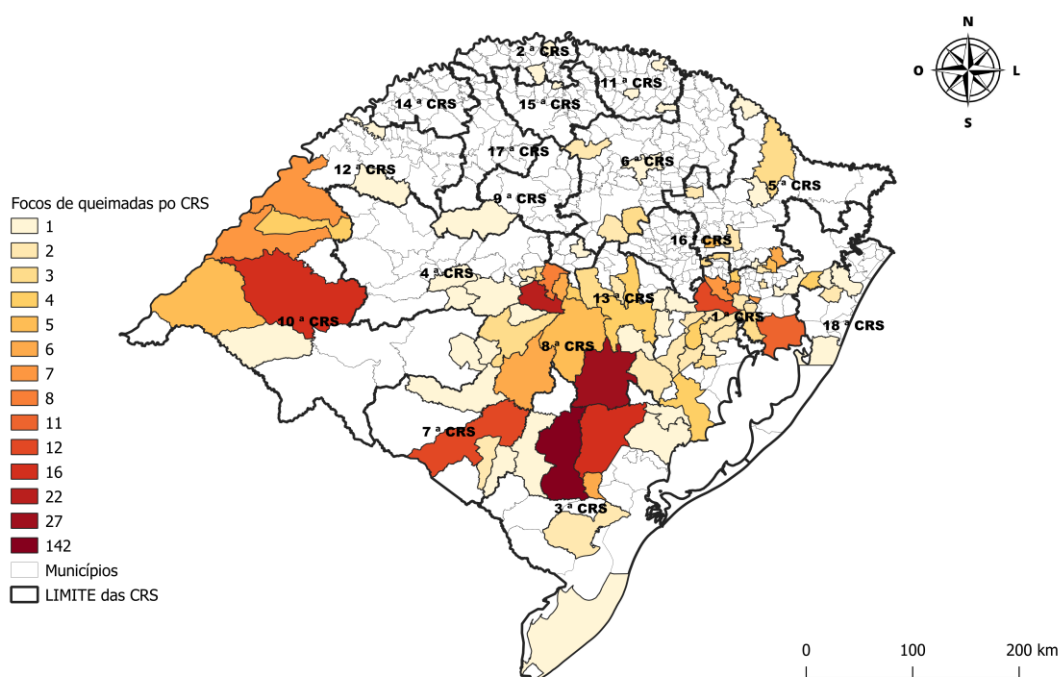 N
O
L
S
2 ª CRS
11 ª CRS
14 ª CRS
15 ª CRS
17 ª CRS
6 ª CRS
12 ª CRS
5 ª CRS
9 ª CRS
16 ª CRS
4 ª CRS
13 ª CRS
1 ª CRS
10 ª CRS
18 ª CRS
8 ª CRS
7 ª CRS
3 ª CRS
Focos de queimadas po CRS
1
2
3
4
5
6
7
8
11
12
16
22
27
142
Municípios
LIMITE das CRS
0 100 200 km